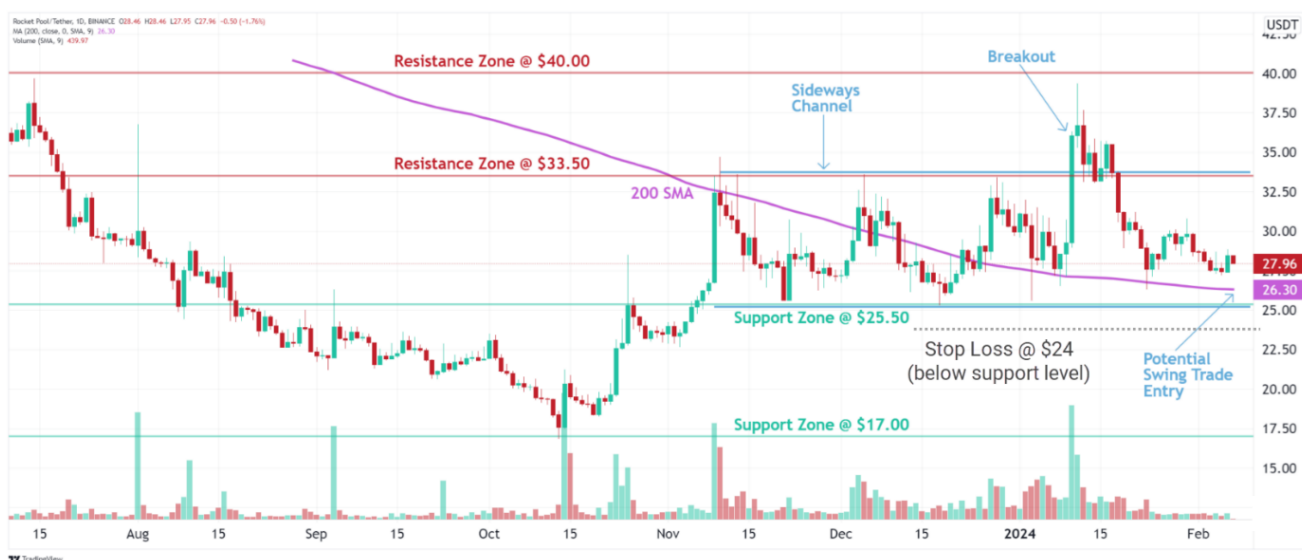 Rocket Pool/Tether, 1D, BINANCE O28.46 H28.46 L27.95 C27.96 -0.50 (-1.76%)
MA (200, close, 0, SMA, 9) 26.30
Volume (SMA, 9) 439.97
USDT
42.50
Resistance Zone @ $40.00
Breakout
40.00
Sideways
Channel
37.50
35.00
Resistance Zone @ $33.50
200 SMA
32.50
30.00
27.96
26.30
25.00
Support Zone @ $25.50
Stop Loss @ $24
(below support level)
Potential
Swing Trade
Entry
22.50
20.00
Support Zone @ $17.00
17.50
15.00
15
Aug
15
Sep
15
Oct
15
Nov
15
Dec
15
2024
15
Feb
TradingView